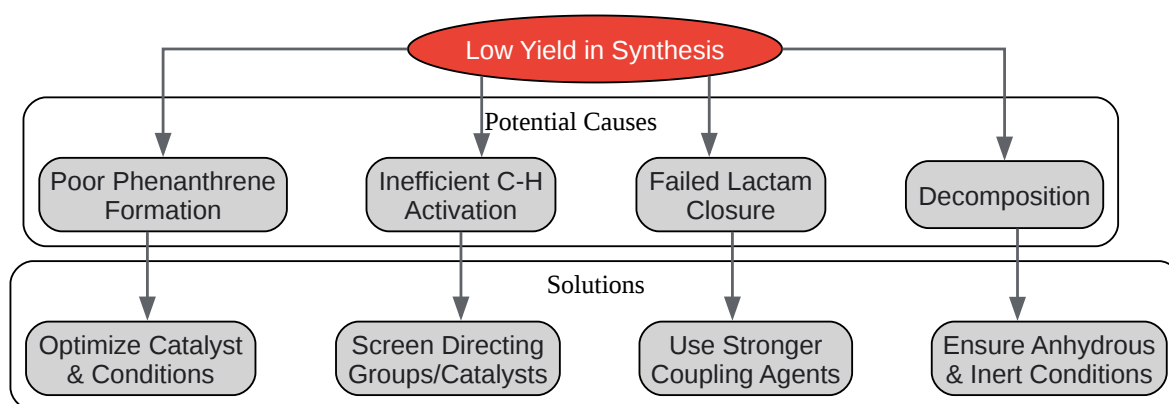 Low Yield in Synthesis
Potential Causes
Poor Phenanthrene
Formation
Inefficient C-H
Activation
Failed Lactam
Closure
Decomposition
Solutions
Optimize Catalyst
& Conditions
Screen Directing
Groups/Catalysts
Use Stronger
Coupling Agents
Ensure Anhydrous
& Inert Conditions